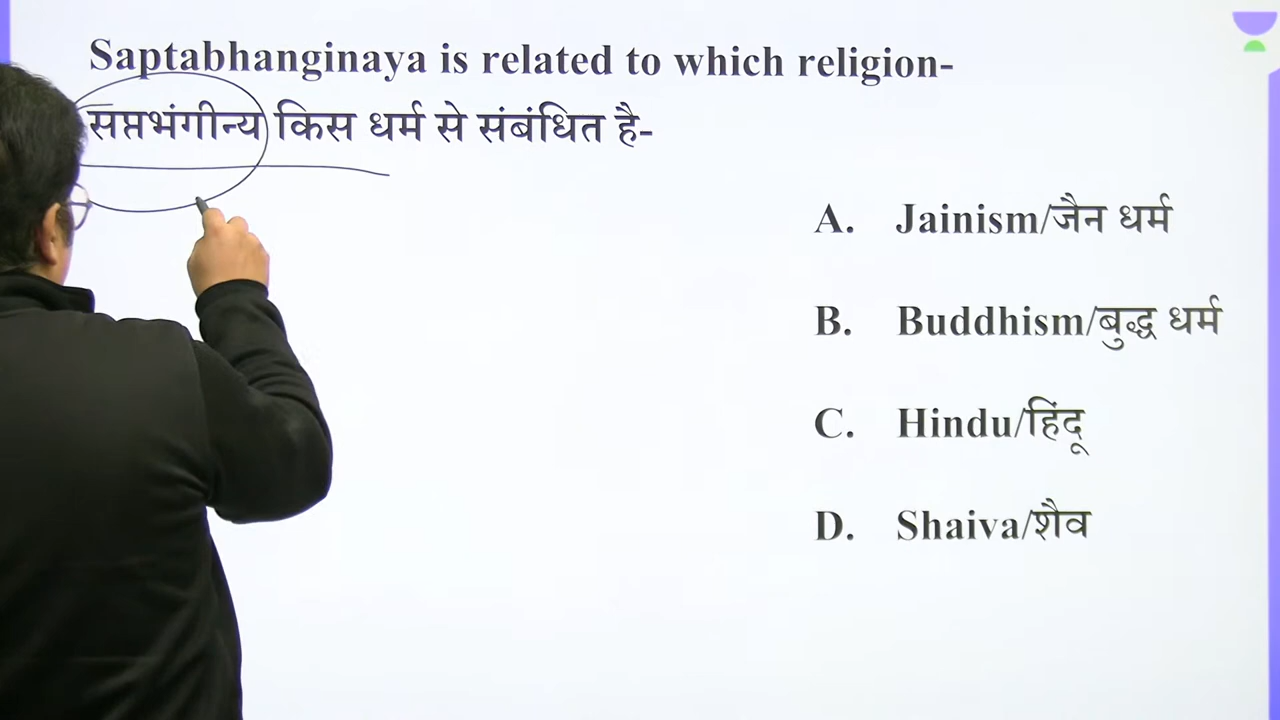 Saptabhanginaya is related to which religion-
सप्तभंगीन्य किस धर्म से संबंधित है-
A. Jainism/जैन धर्म
B. Buddhism/बुद्ध धर्म
C. Hindu/हिंदू
D. Shaiva/शैव